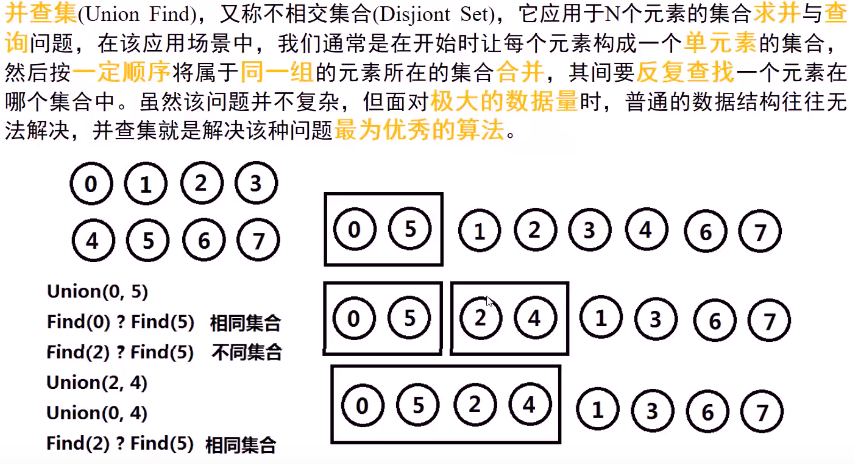 并查集(Union Find)，又称不相交集合(Disjiont Set)，它应用于N个元素的集合求并与查
询问题，在该应用场景中，我们通常是在开始时让每个元素构成一个单元素的集合，
然后按一定顺序将属于同一组的元素所在的集合合并，其间要反复查找一个元素在
哪个集合中。虽然该问题并不复杂，但面对极大的数据量时，普通的数据结构往往无
法解决，并查集就是解决该种问题最为优秀的算法。
0 1 2 3
4 5 6 7
Union(0, 5)
Find(0) ? Find(5) 相同集合
Find(2) ? Find(5) 不同集合
Union(2, 4)
Union(0, 4)
Find(2) ? Find(5) 相同集合
0 5 1 2 3 4 6 7
0 5 2 4 1 3 6 7
0 5 2 4 1 3 6 7